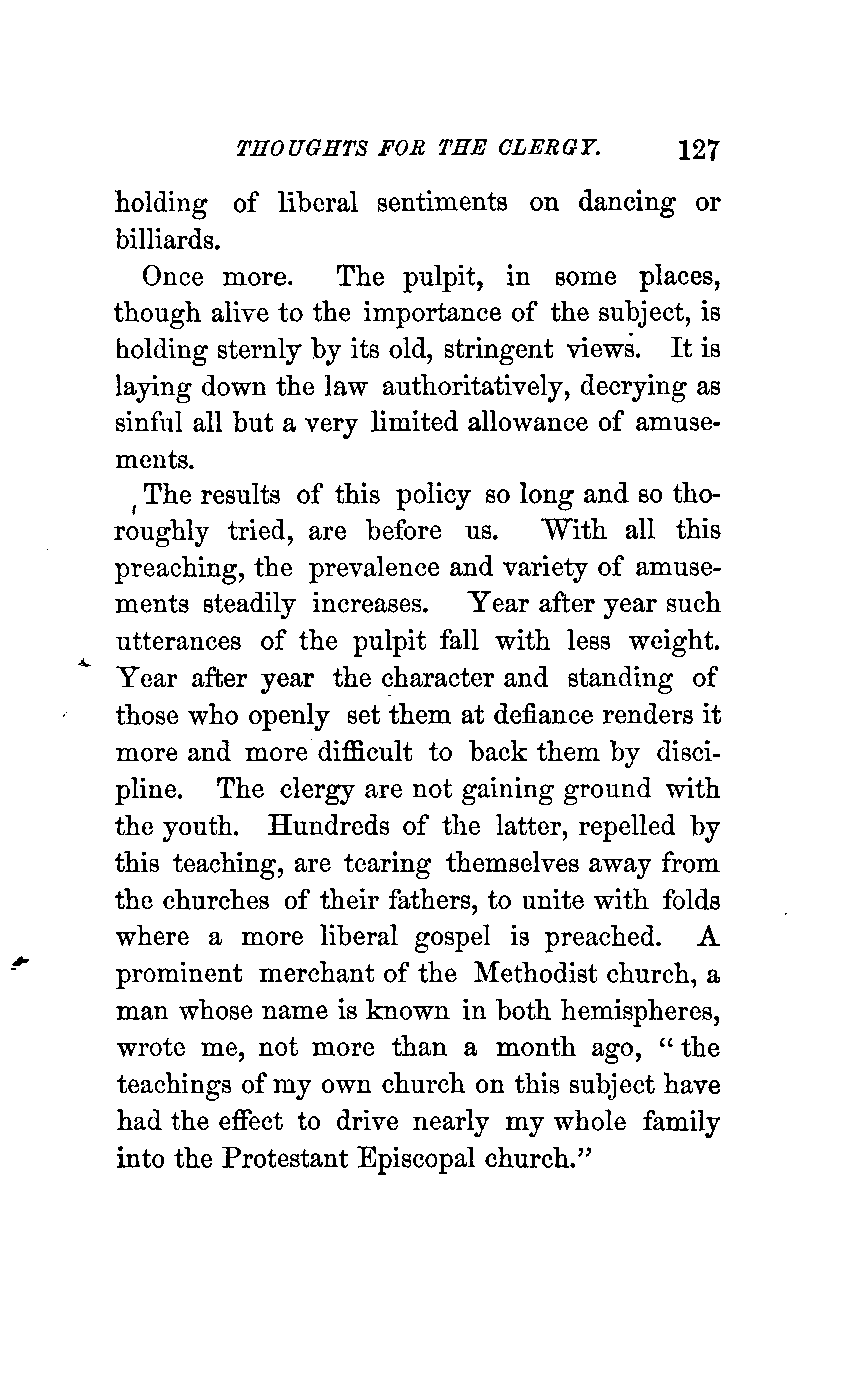 THOUGHTS FOR THE CLERGY. 127
holding of liberal sentiments on dancing or
billiards.
Once more. The pulpit, in some places,
though alive to the importance of the subject, is
holding sternly by its old, stringent views. It is
laying down the law authoritatively, decrying as
sinful all but a very limited allowance of amuse-
ments.
The results of this policy so long and so tho-
roughly tried, are before us. With all this
preaching, the prevalence and variety of amuse-
ments steadily increases. Year after year such
utterances of the pulpit fall with less weight.
Year after year the character and standing of
those who openly set them at defiance renders it
more and more difficult to back them by disci-
pline. The clergy are not gaining ground with
the youth. Hundreds of the latter, repelled by
this teaching, are tearing themselves away from
the churches of their fathers, to unite with folds
where a more liberal gospel is preached. A
prominent merchant of the Methodist church, a
man whose name is known in both hemispheres,
wrote me, not more than a month ago, “ the
teachings of my own church on this subject have
had the effect to drive nearly my whole family
into the Protestant Episcopal church.”